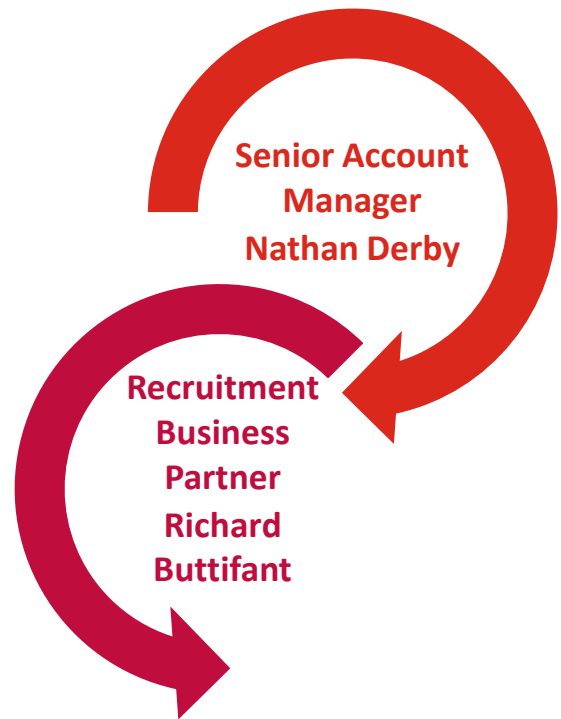 Senior Account
Manager
Nathan Derby
Recruitment
Business
Partner
Richard
Buttifant